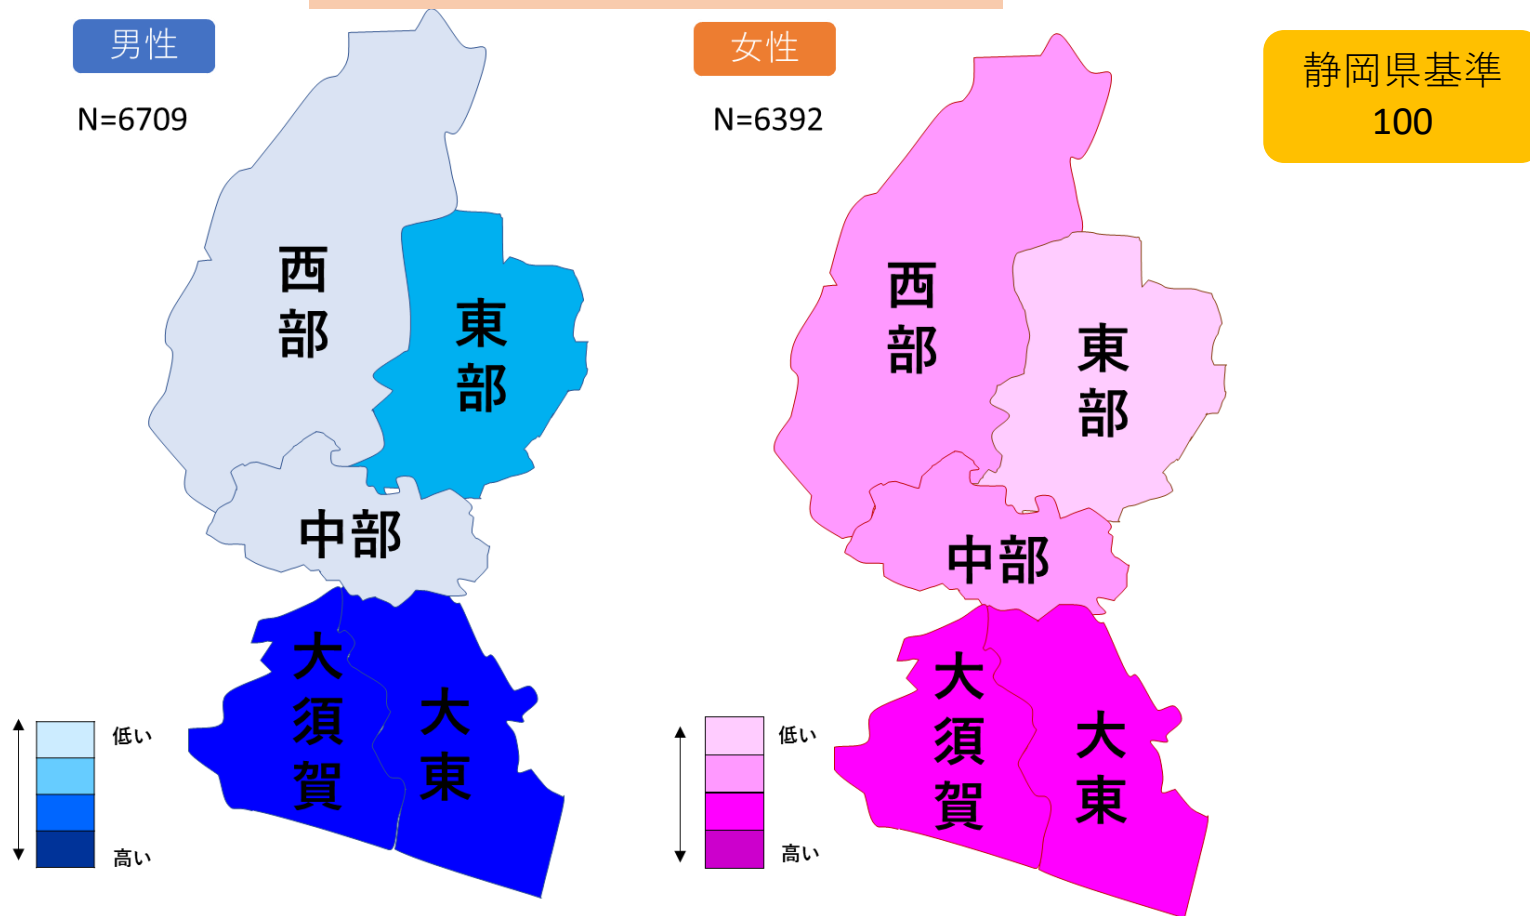 男性
N=6709
西部
東部
中部
大須賀
大東
低い
高い
女性
N=6392
西部
東部
中部
大須賀
大東
低い
高い
静岡県基準
100